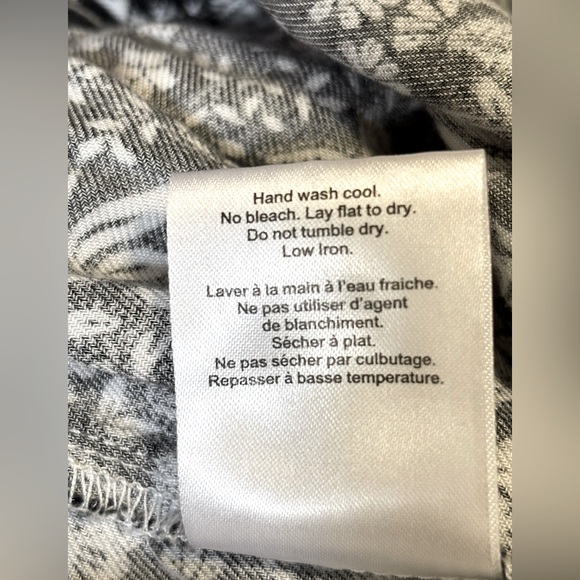 Hand wash cool.
No bleach. Lay flat to dry.
Do not tumble dry.
Low Iron.
Laver à la main à l'eau fraiche.
Ne pas utiliser d'agent
de blanchiment.
Sécher à plat.
Ne pas sécher par culbutage.
Repasser à basse temperature.